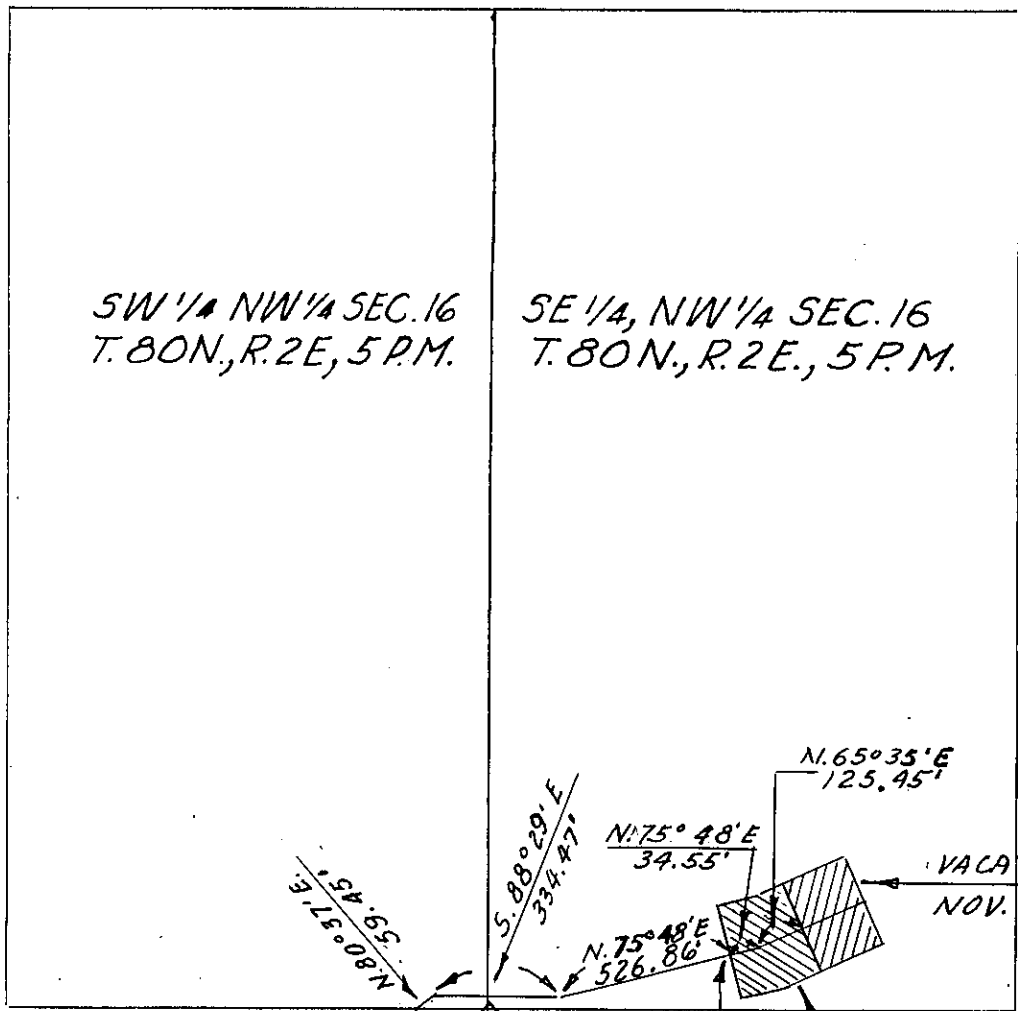 SW 1/4 NW 1/4 SEC. 16
T. 80N., R. 2E, 5 P.M.
SE 1/4, NW 1/4 SEC. 16
T. 80N., R. 2E., 5 P.M.
N. 65° 35' E
125.45'
N. 75° 48' E
34.55'
VACA
NOV.
S. 88° 29' E
334.47'
N. 75° 48' E
526.86'
N. 80° 37' E.
59.45'